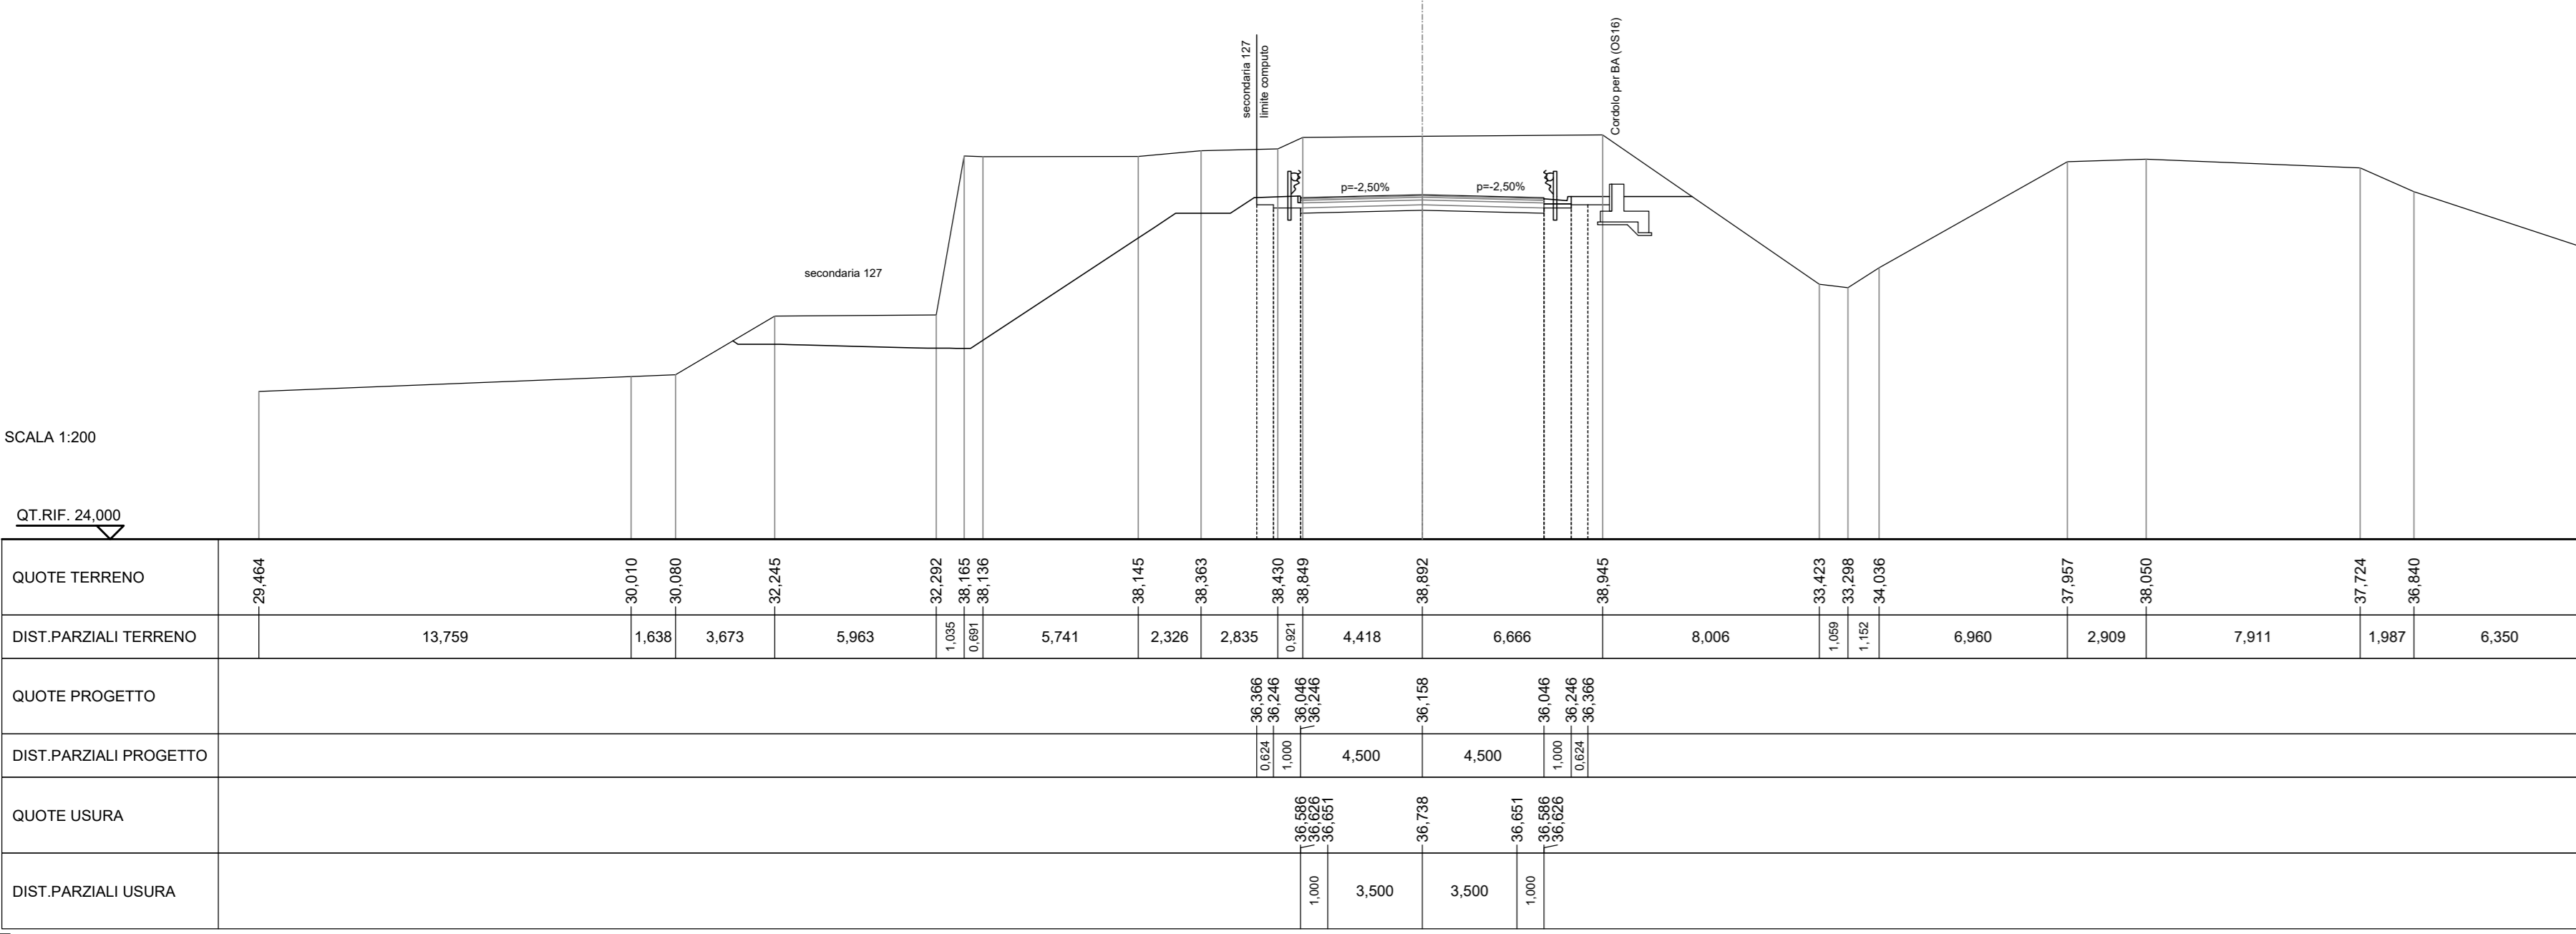 secondaria 127
limite computo
Cordolo per BA (OS16)
p=-2,50%
p=-2,50%
secondaria 127
SCALA 1:200
QT.RIF. 24,000
QUOTE TERRENO
29,464 30,010 30,080 32,245 32,292 38,165 38,136 38,145 38,363 38,430 38,849 38,892 38,945 33,423 33,298 34,036 37,957 38,050 37,724 36,840
DIST.PARZIALI TERRENO
13,759 1,638 3,673 5,963 1,035 0,691 5,741 2,326 2,835 0,921 4,418 6,666 8,006 1,059 1,152 6,960 2,909 7,911 1,987 6,350
QUOTE PROGETTO
36,366 36,246 36,046 36,246 36,158 36,046 36,246 36,366
DIST.PARZIALI PROGETTO
0,624 1,000 4,500 4,500 1,000 0,624
QUOTE USURA
36,586 36,626 36,651 36,738 36,651 36,586 36,626
DIST.PARZIALI USURA
1,000 3,500 3,500 1,000